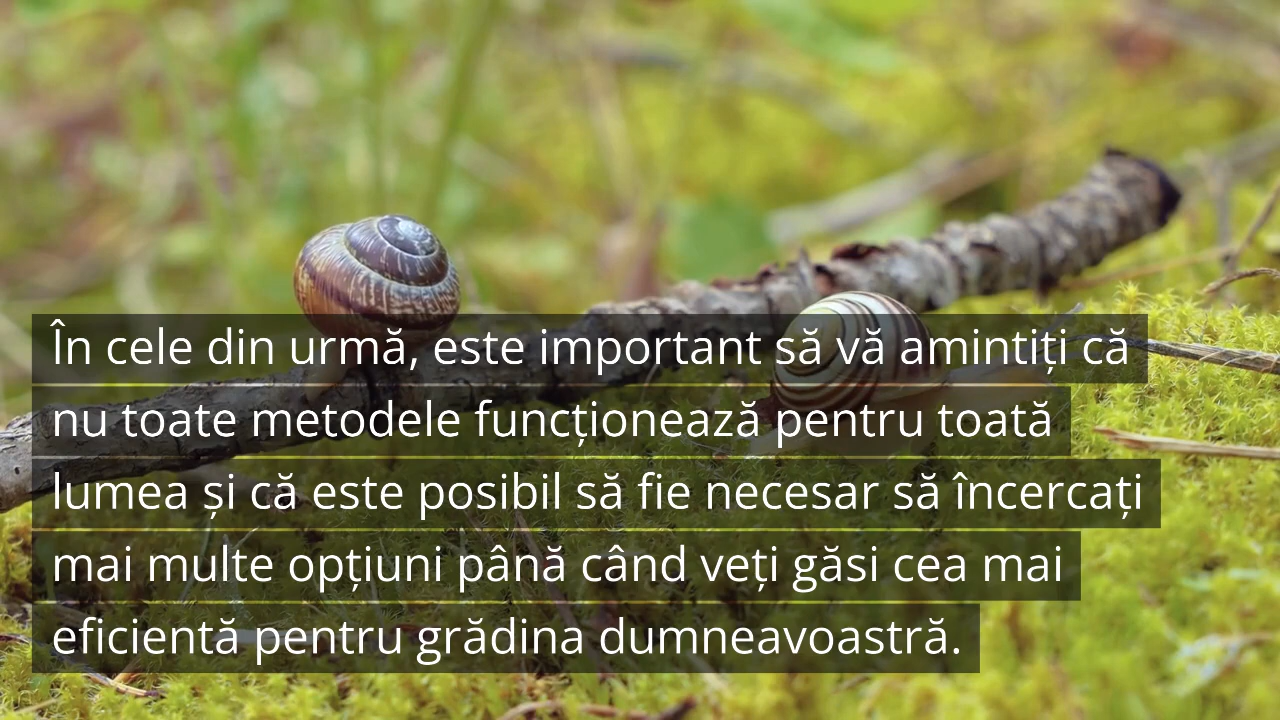 În cele din urmă, este important să vă amintiți că
nu toate metodele funcționează pentru toată
lumea și că este posibil să fie necesar să încercați
mai multe opțiuni până când veți găsi cea mai
eficientă pentru grădina dumneavoastră.